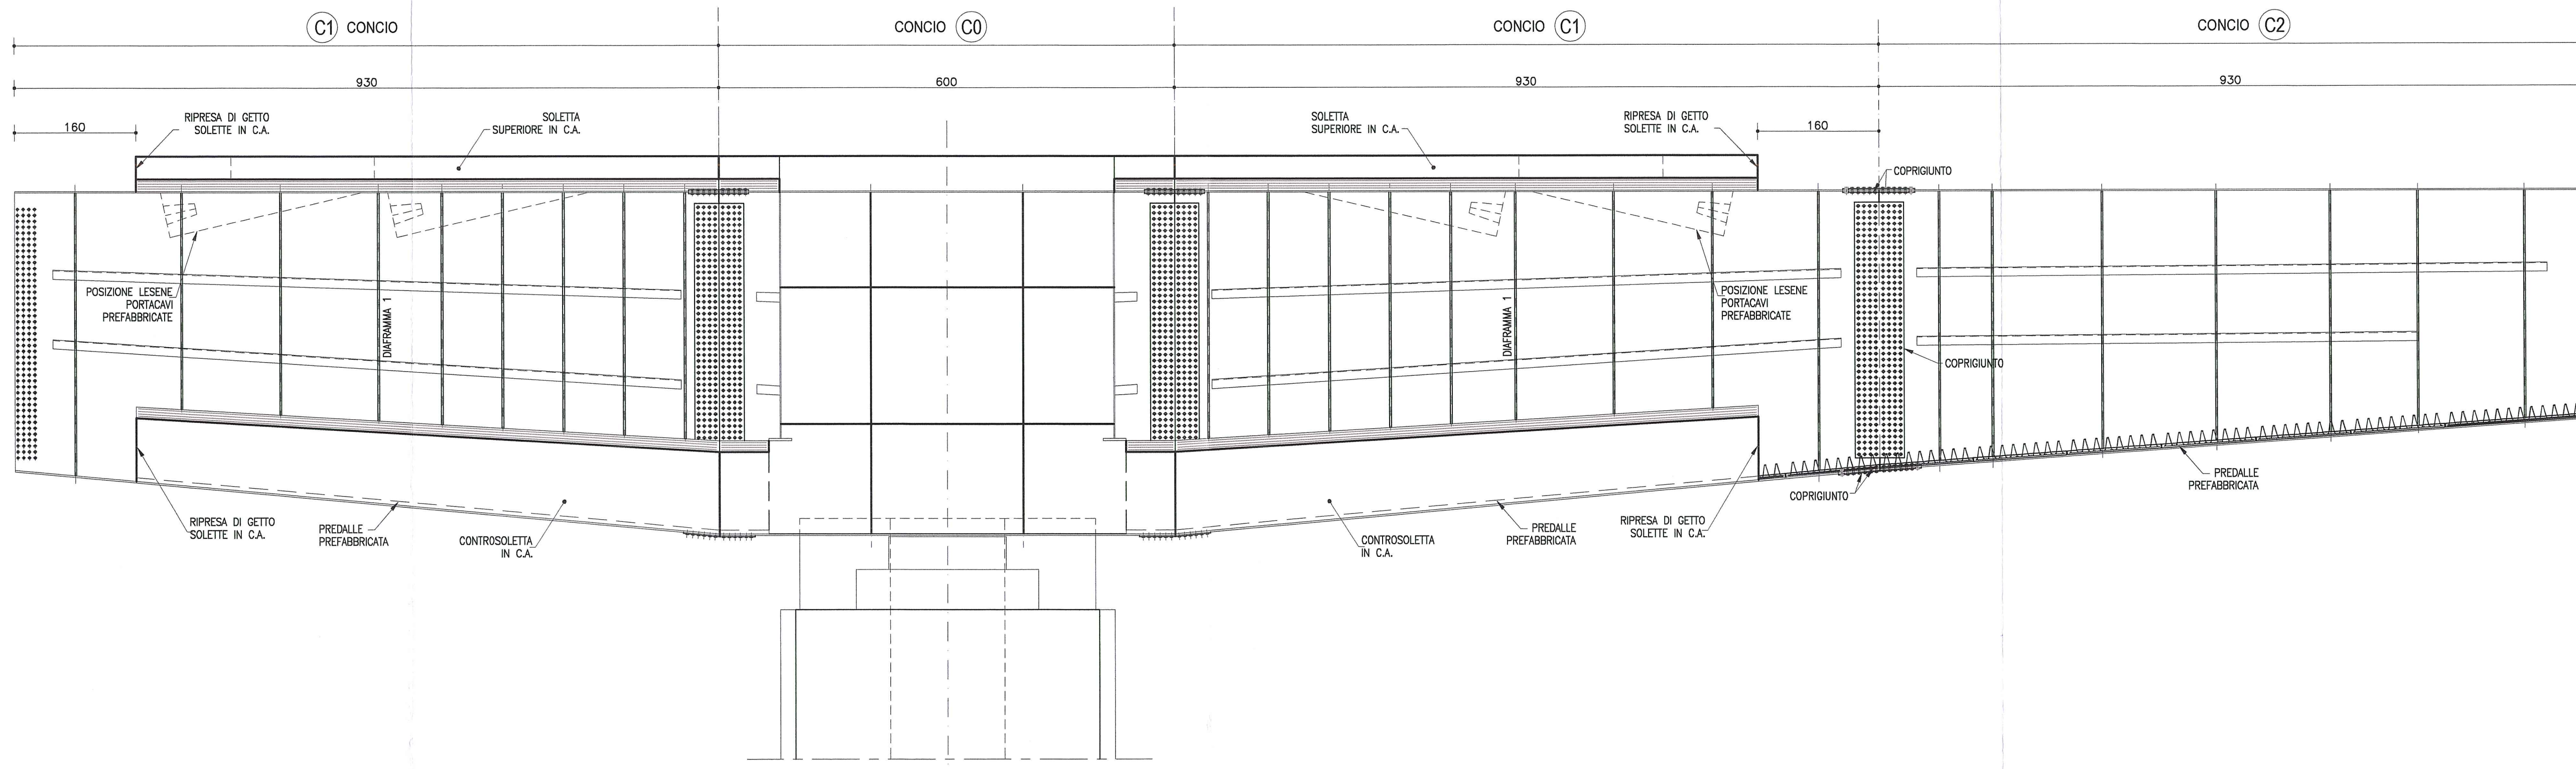 C1 CONCIO
CONCIO C0
CONCIO C1
CONCIO C2
930
600
930
930
160
RIPRESA DI GETTO
SOLETTE IN C.A.
SOLETTA
SUPERIORE IN C.A.
SOLETTA
SUPERIORE IN C.A.
RIPRESA DI GETTO
SOLETTE IN C.A.
160
COPRIGIUNTO
POSIZIONE LESENE
PORTACAVI
PREFABBRICATE
DIAFRAMMA 1
DIAFRAMMA 1
POSIZIONE LESENE
PORTACAVI
PREFABBRICATE
COPRIGIUNTO
RIPRESA DI GETTO
SOLETTE IN C.A.
PREDALLE
PREFABBRICATA
CONTROSOLETTA
IN C.A.
CONTROSOLETTA
IN C.A.
PREDALLE
PREFABBRICATA
RIPRESA DI GETTO
SOLETTE IN C.A.
COPRIGIUNTO
PREDALLE
PREFABBRICATA